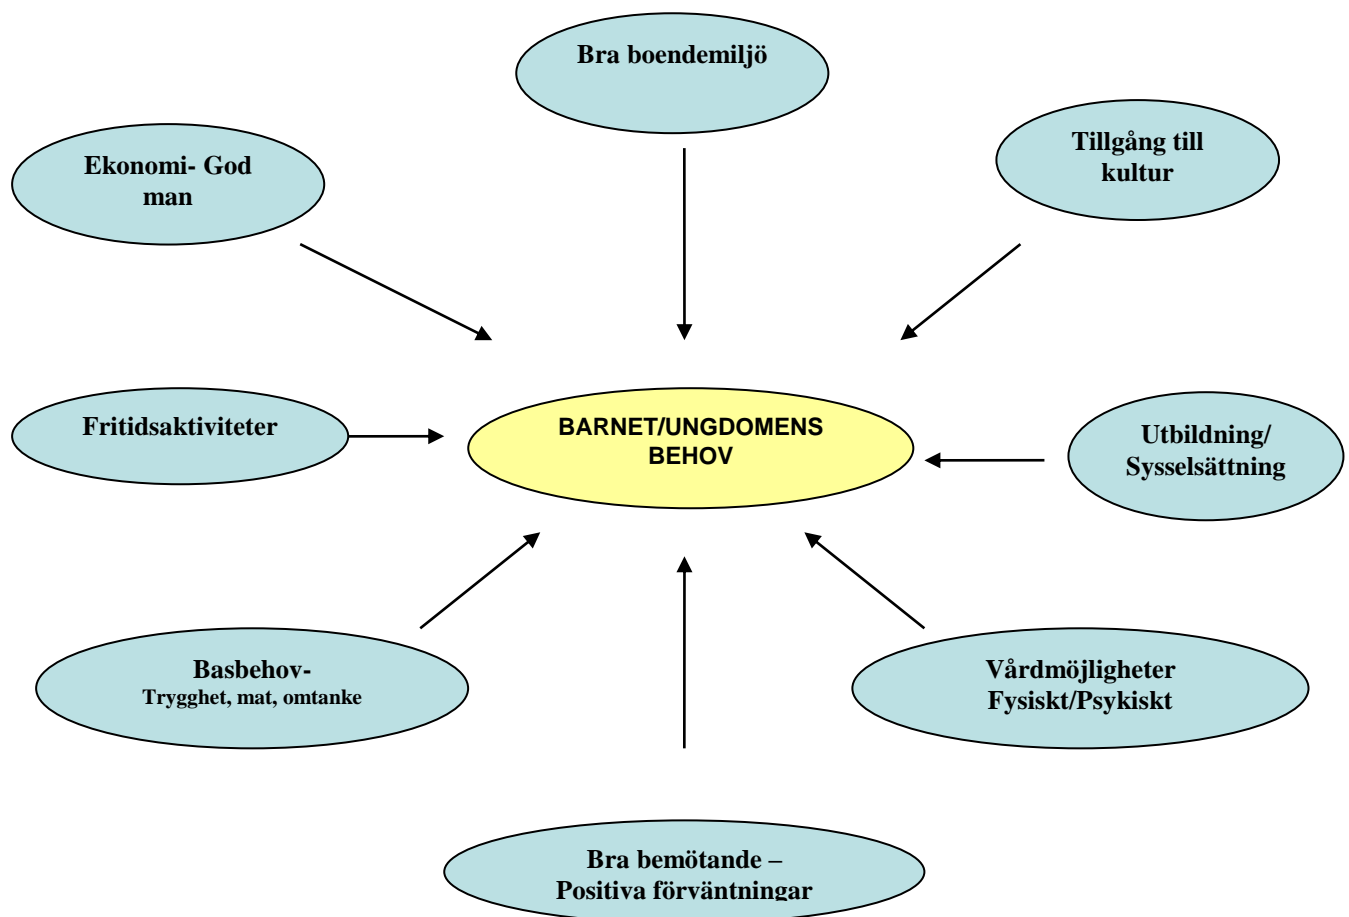 Bra boendemiljö
Ekonomi- God
man
Tillgång till
kultur
Fritidsaktiviteter
BARNET/UNGDOMENS
BEHOV
Utbildning/
Sysselsättning
Basbehov-
Trygghet, mat, omtanke
Vårdmöjligheter
Fysiskt/Psykiskt
Bra bemötande –
Positiva förväntningar